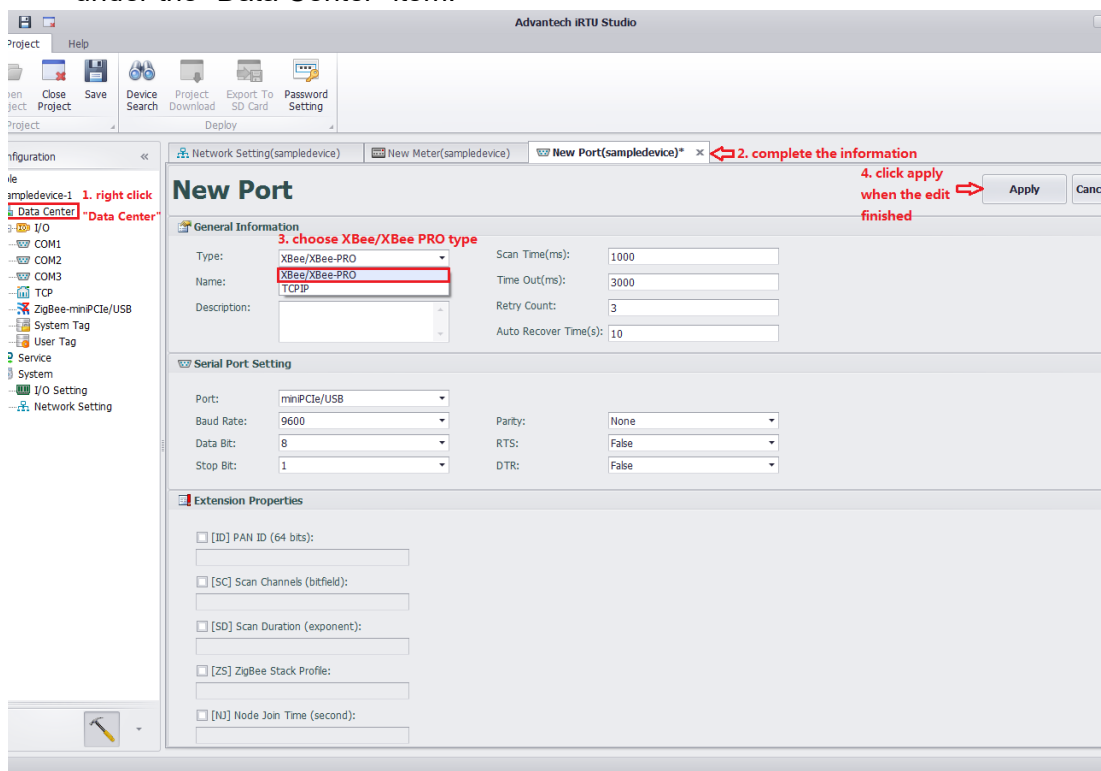 under the "Data Center" item.
Advantech iRTU Studio
Project Help
Close Project
Save
Device Search
Project Download
Export To SD Card
Password Setting
Project
Deploy
Network Setting(sampledevice)
New Meter(sampledevice)
New Port(sampledevice)* ×
2. complete the information
1. right click
"Data Center"
Data Center
I/O
COM1
COM2
COM3
TCP
ZigBee-miniPCIe/USB
System Tag
User Tag
Service
System
I/O Setting
Network Setting
New Port
4. click apply
when the edit
finished
Apply
General Information
3. choose XBee/XBee PRO type
Type: XBee/XBee-PRO
XBee/XBee-PRO
TCPIP
Name:
Description:
Scan Time(ms): 1000
Time Out(ms): 3000
Retry Count: 3
Auto Recover Time(s): 10
Serial Port Setting
Port: miniPCIe/USB
Baud Rate: 9600 Parity: None
Data Bit: 8 RTS: False
Stop Bit: 1 DTR: False
Extension Properties
[ID] PAN ID (64 bits):
[SC] Scan Channels (bitfield):
[SD] Scan Duration (exponent):
[ZS] ZigBee Stack Profile:
[NJ] Node Join Time (second):